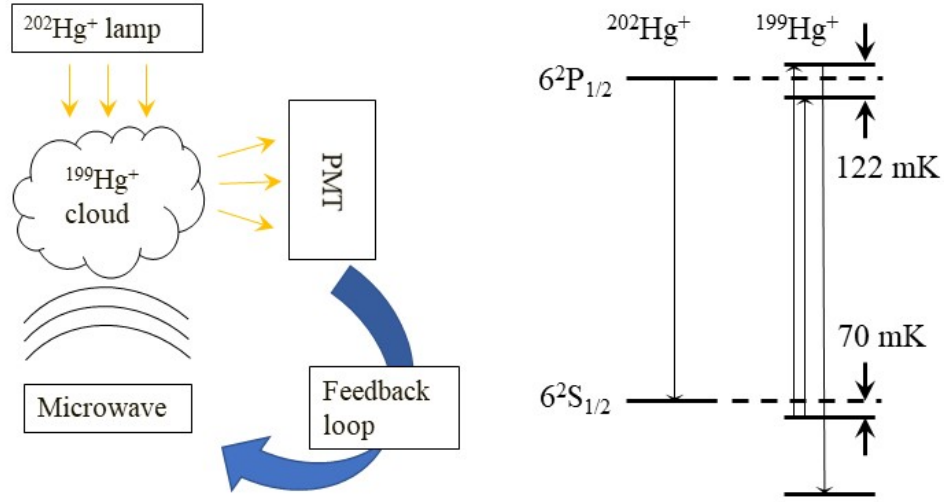 ²⁰²Hg⁺ lamp
¹⁹⁹Hg⁺
cloud
PMT
Microwave
Feedback
loop
²⁰²Hg⁺
¹⁹⁹Hg⁺
6²P₁/₂
122 mK
70 mK
6²S₁/₂